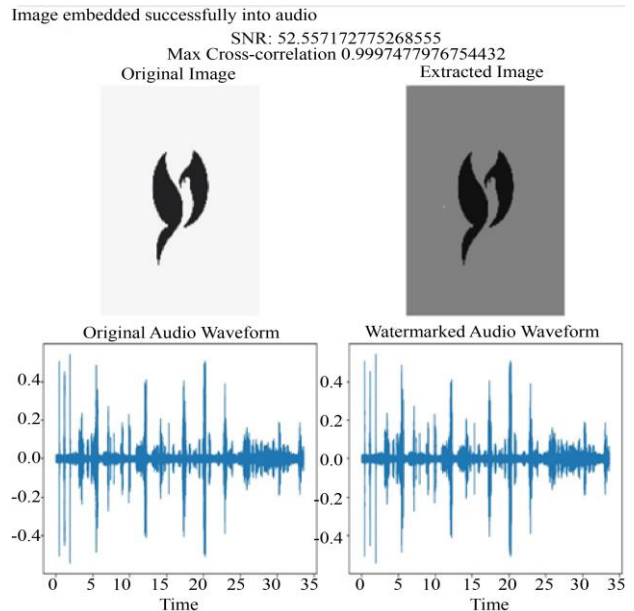 Image embedded successfully into audio
SNR: 52.557172775268555
Max Cross-correlation 0.9997477976754432
Original Image
Extracted Image
Original Audio Waveform
Watermarked Audio Waveform
0.4
0.2
0.0
-0.2
-0.4
0 5 10 15 20 25 30 35
Time
0.4
0.2
0.0
-0.2
-0.4
0 5 10 15 20 25 30 35
Time